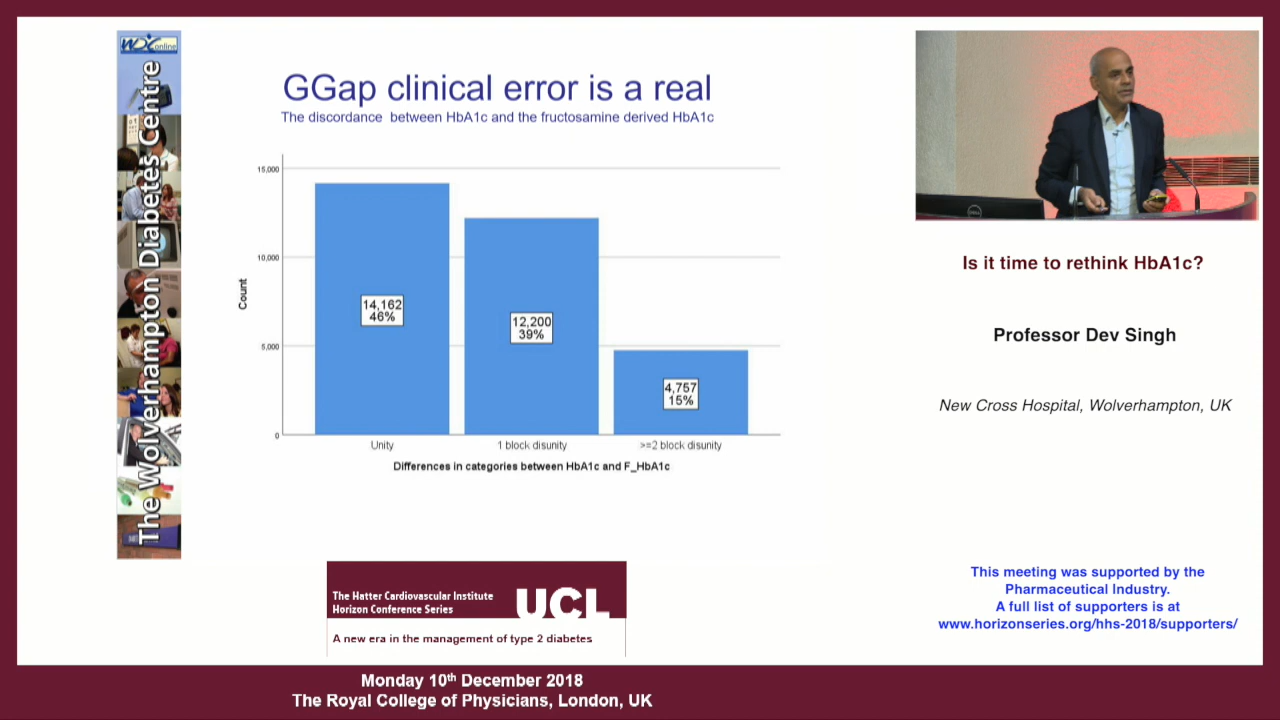 WDC online
The Wolverhampton Diabetes Centre
GGap clinical error is a real
The discordance between HbA1c and the fructosamine derived HbA1c
15,000
10,000
5,000
0
Count
14,162
46%
12,200
39%
4,757
15%
Unity
1 block disunity
>=2 block disunity
Differences in categories between HbA1c and F_HbA1c
DELL
Is it time to rethink HbA1c?
Professor Dev Singh
New Cross Hospital, Wolverhampton, UK
This meeting was supported by the
Pharmaceutical Industry.
A full list of supporters is at
www.horizonseries.org/hhs-2018/supporters/
The Hatter Cardiovascular Institute
Horizon Conference Series
UCL
A new era in the management of type 2 diabetes
Monday 10th December 2018
The Royal College of Physicians, London, UK